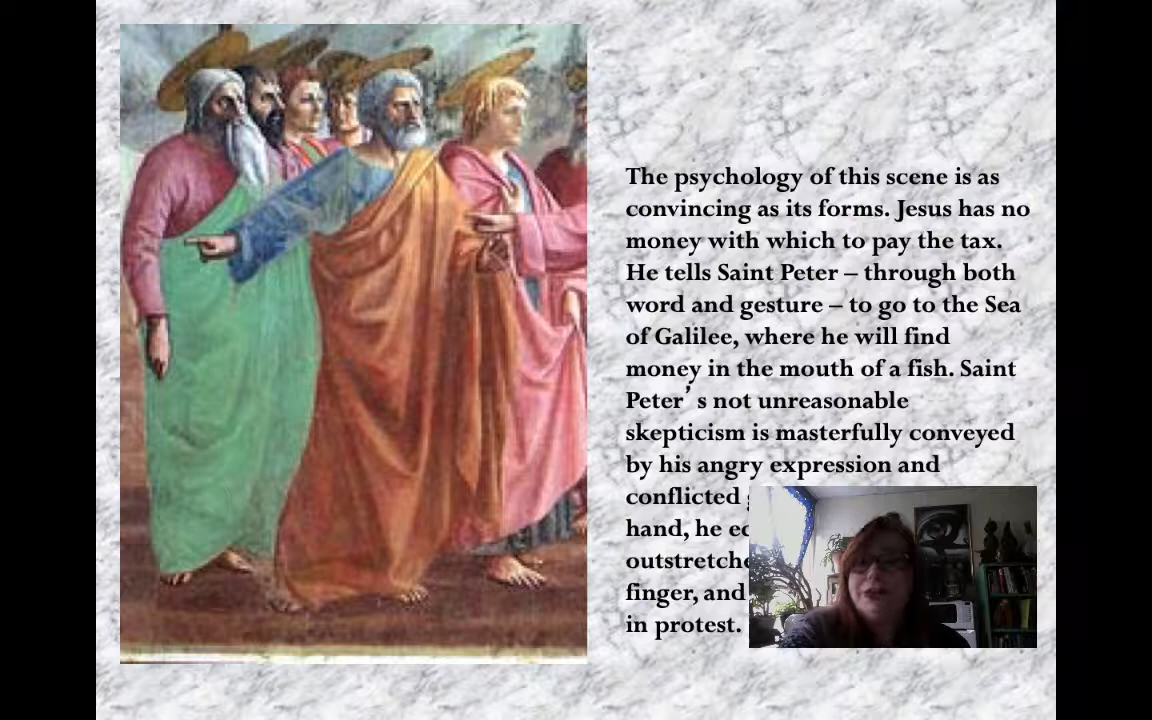 The psychology of this scene is as
convincing as its forms. Jesus has no
money with which to pay the tax.
He tells Saint Peter – through both
word and gesture – to go to the Sea
of Galilee, where he will find
money in the mouth of a fish. Saint
Peter’s not unreasonable
skepticism is masterfully conveyed
by his angry expression and
conflicted
hand, he
outstretche
finger, and
in protest.